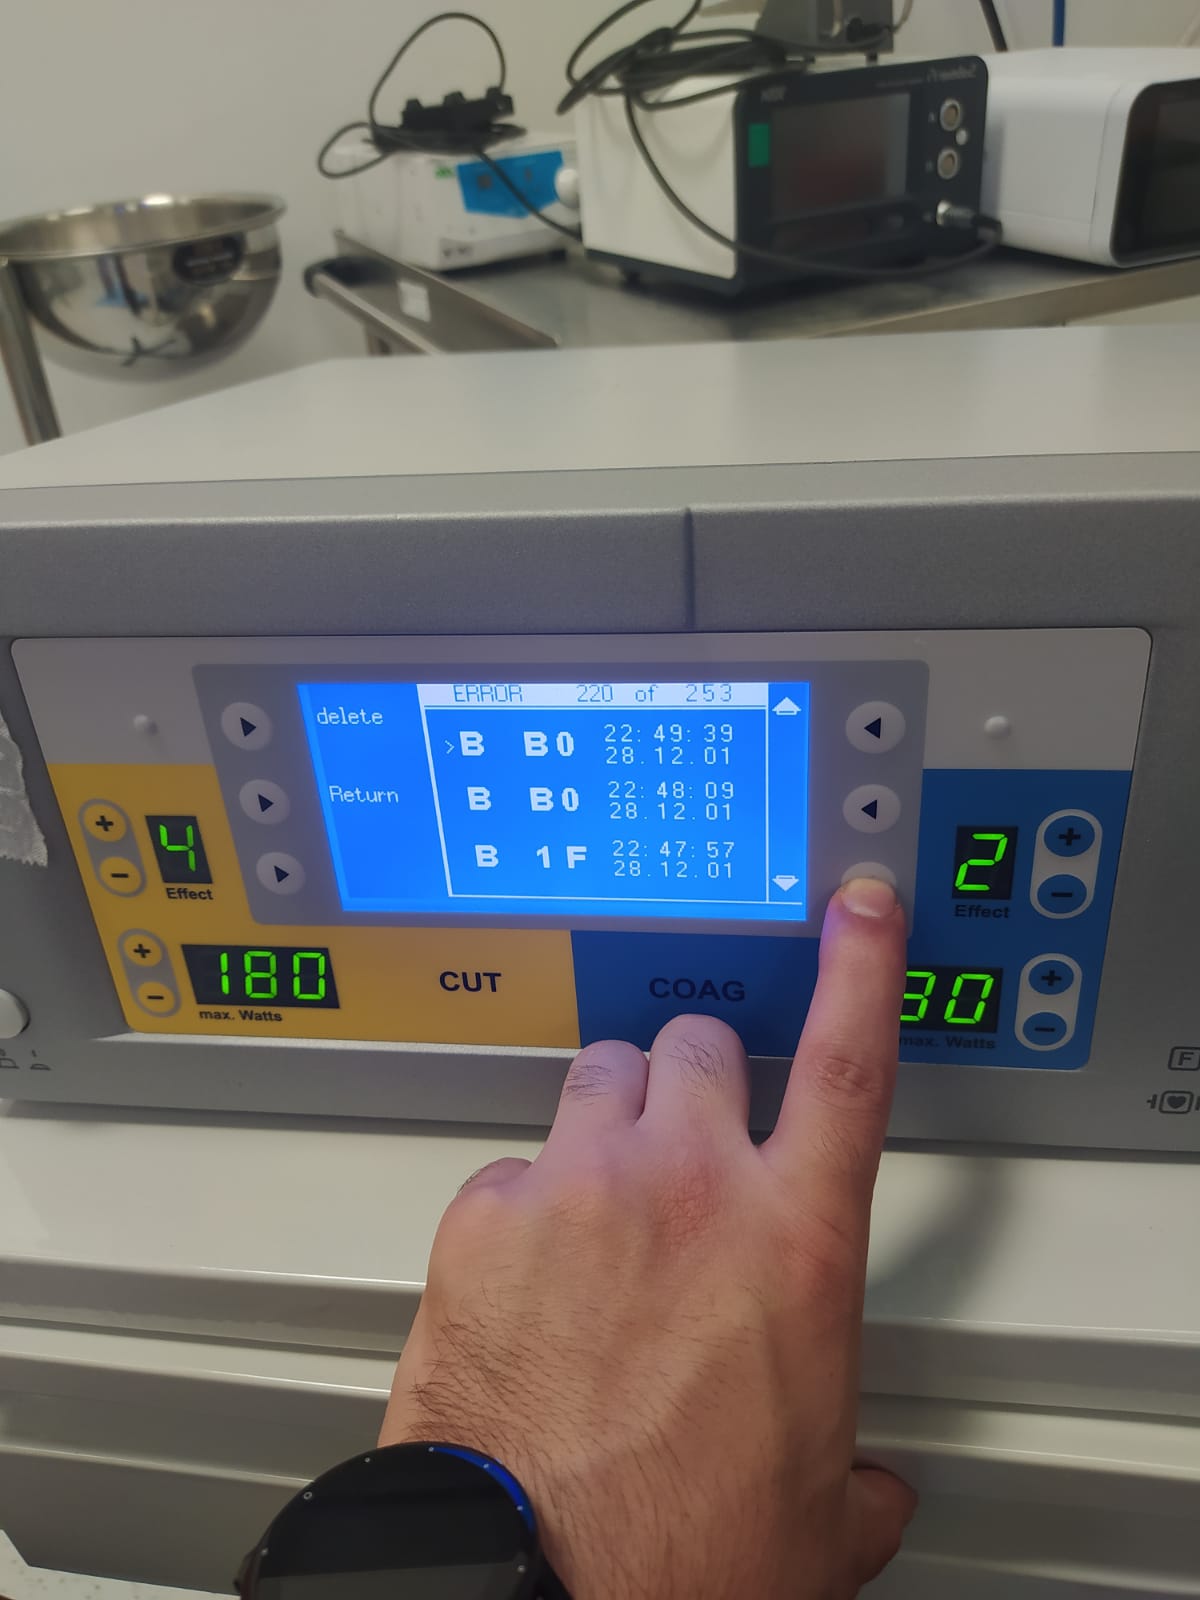 ERROR 220 of 253
delete
>B B0 22:49:39
28.12.01
Return
B B0 22:48:09
28.12.01
B 1F 22:47:57
28.12.01
+
-
4
Effect
2
Effect
+
-
+
-
180
max. Watts
CUT
COAG
30
max. Watts
+
-
F